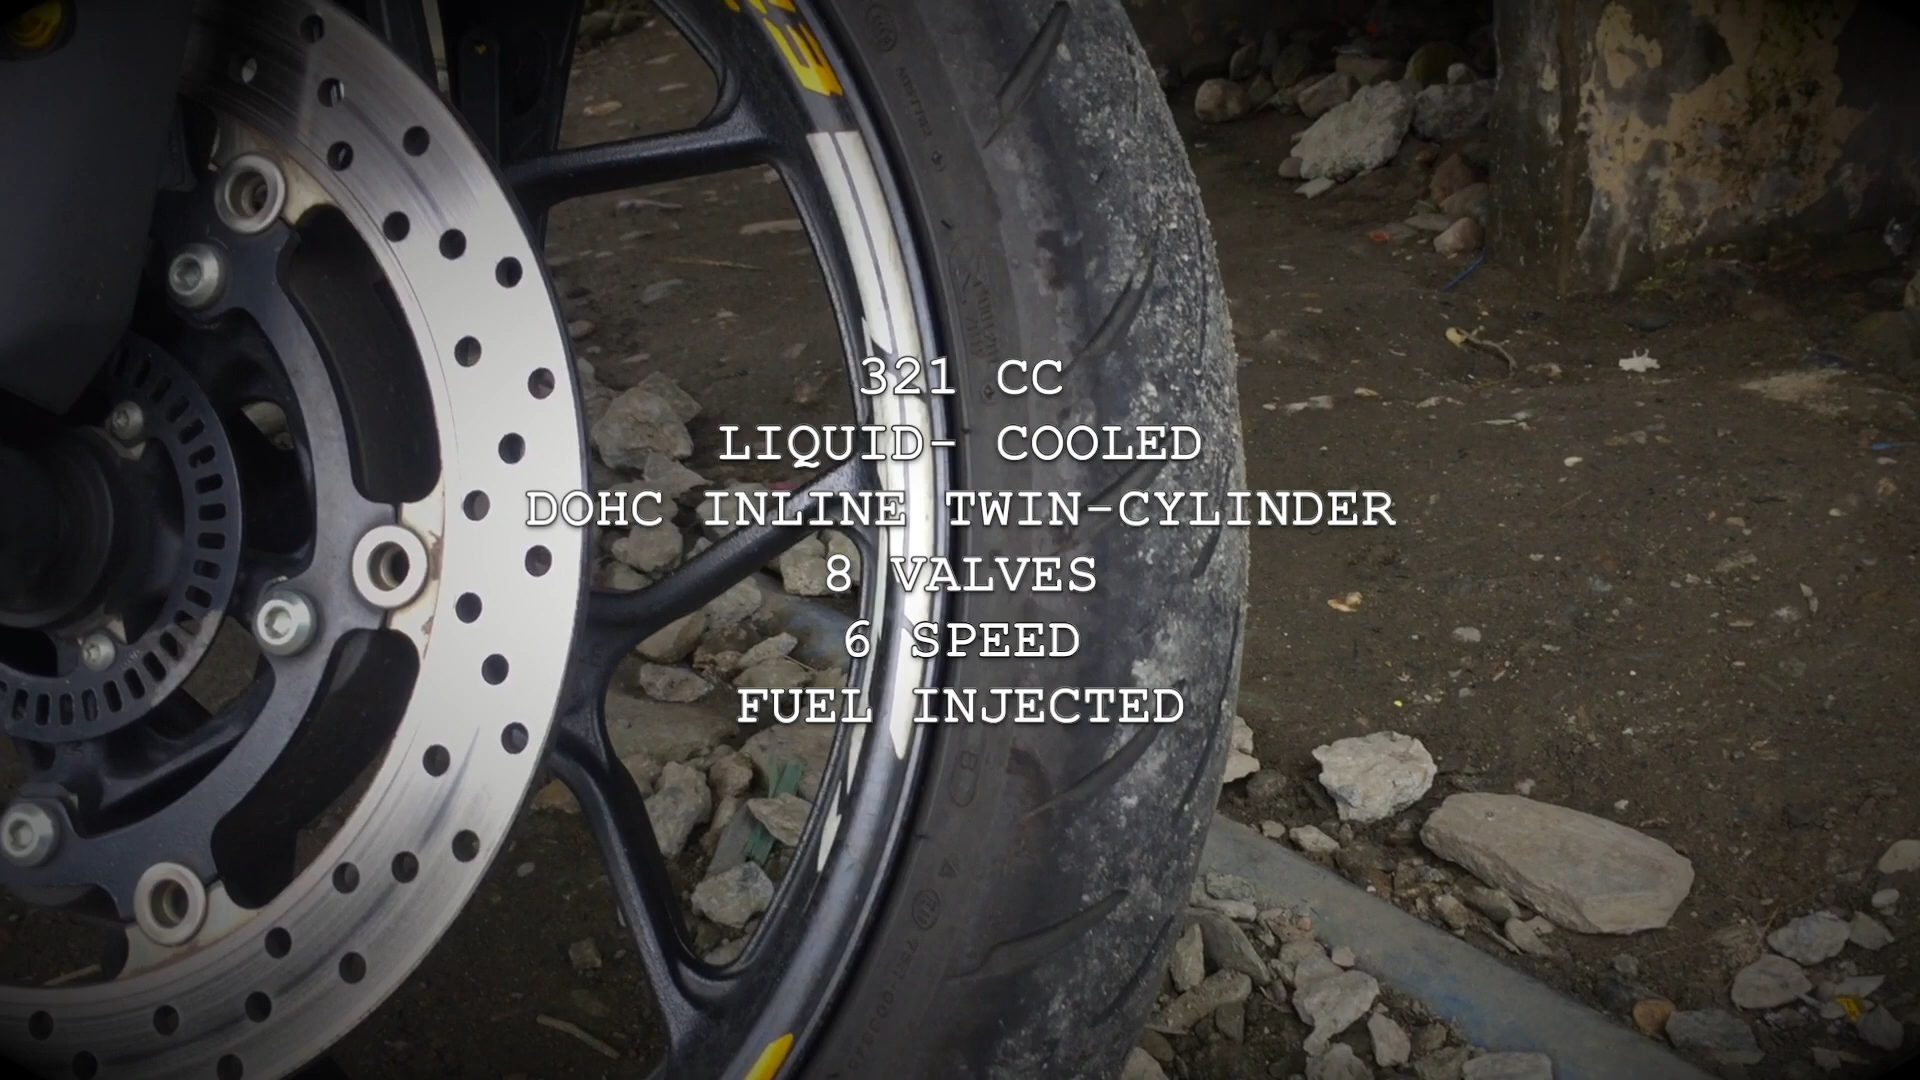 321 CC
LIQUID- COOLED
DOHC INLINE TWIN-CYLINDER
8 VALVES
6 SPEED
FUEL INJECTED